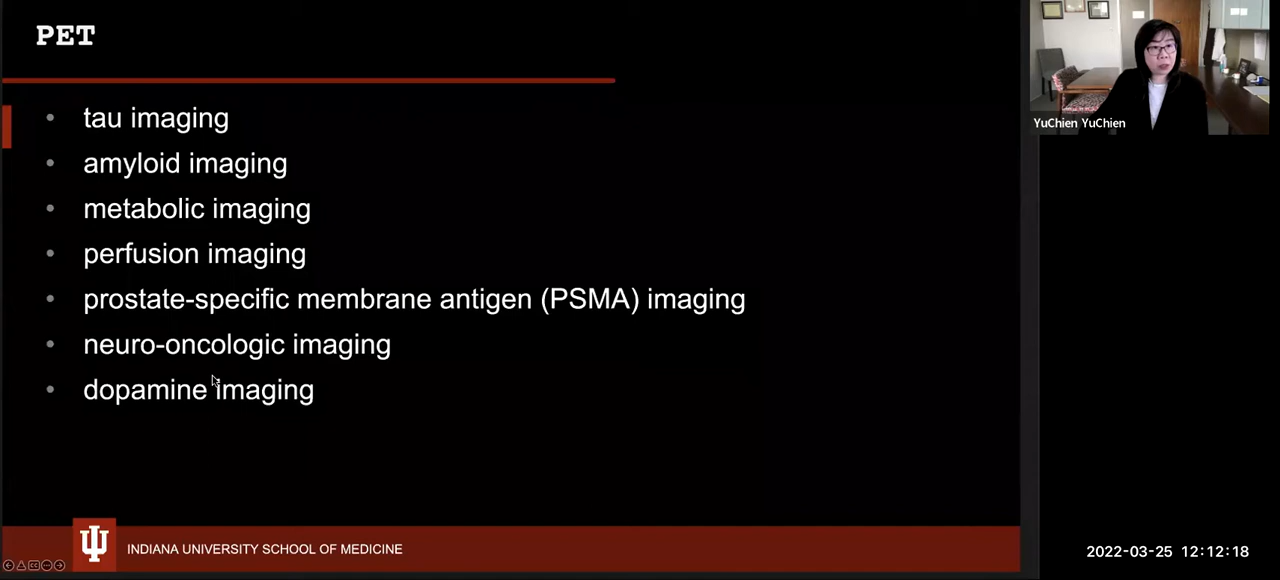 PET
tau imaging
amyloid imaging
metabolic imaging
perfusion imaging
prostate-specific membrane antigen (PSMA) imaging
neuro-oncologic imaging
dopamine imaging
INDIANA UNIVERSITY SCHOOL OF MEDICINE
YuChien YuChien
2022-03-25 12:12:18